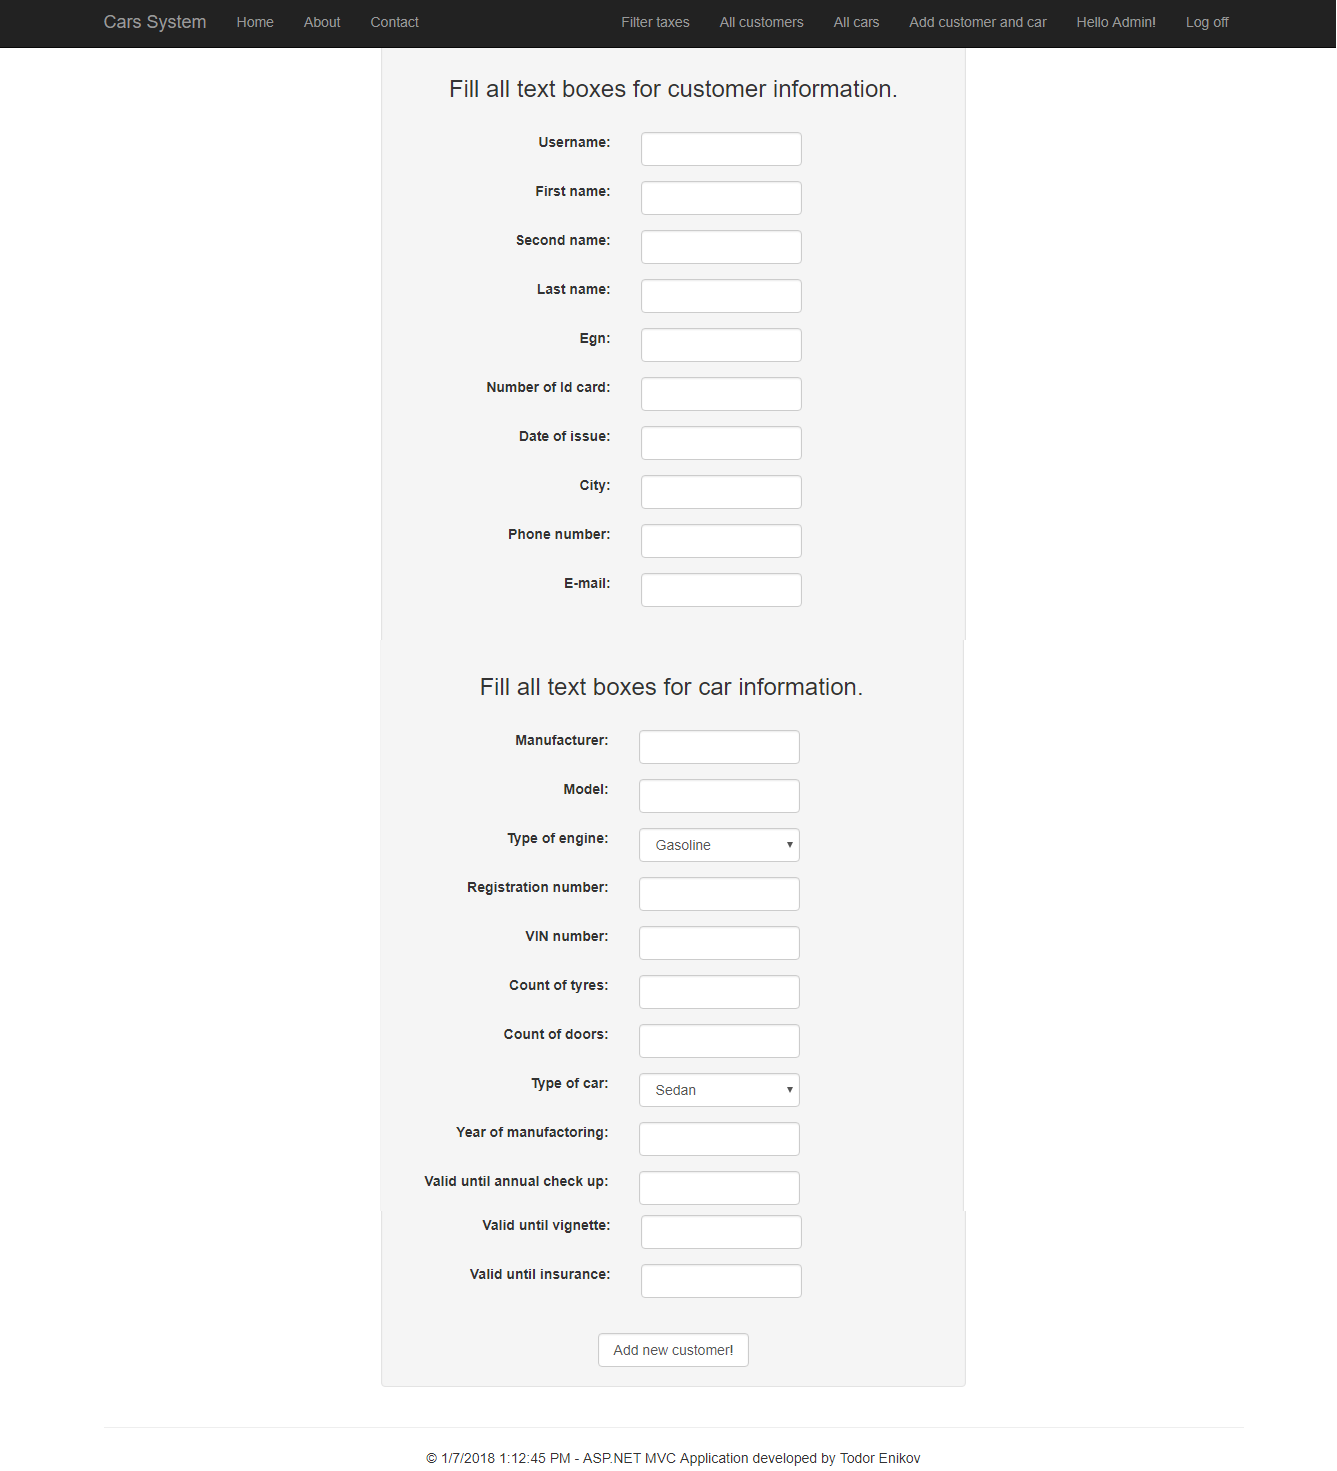 Cars System Home About Contact Filter taxes All customers All cars Add customer and car Hello Admin! Log off
Fill all text boxes for customer information.
Username:
First name:
Second name:
Last name:
Egn:
Number of Id card:
Date of issue:
City:
Phone number:
E-mail:
Fill all text boxes for car information.
Manufacturer:
Model:
Type of engine: Gasoline
Registration number:
VIN number:
Count of tyres:
Count of doors:
Type of car: Sedan
Year of manufactoring:
Valid until annual check up:
Valid until vignette:
Valid until insurance:
Add new customer!
© 1/7/2018 1:12:45 PM - ASP.NET MVC Application developed by Todor Enikov